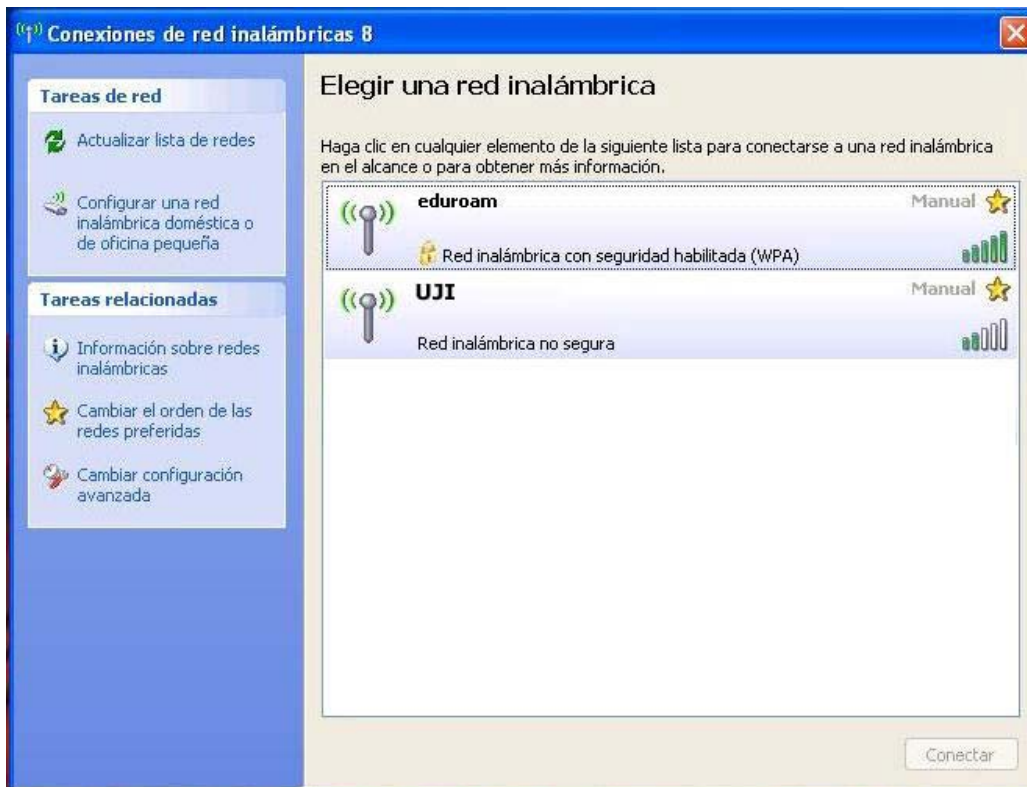 Conexiones de red inalámbricas 8
Tareas de red
Actualizar lista de redes
Configurar una red
inalámbrica doméstica o
de oficina pequeña
Tareas relacionadas
Información sobre redes
inalámbricas
Cambiar el orden de las
redes preferidas
Cambiar configuración
avanzada
Elegir una red inalámbrica
Haga clic en cualquier elemento de la siguiente lista para conectarse a una red inalámbrica
en el alcance o para obtener más información.
eduroam Manual
Red inalámbrica con seguridad habilitada (WPA)
UJI Manual
Red inalámbrica no segura
Conectar